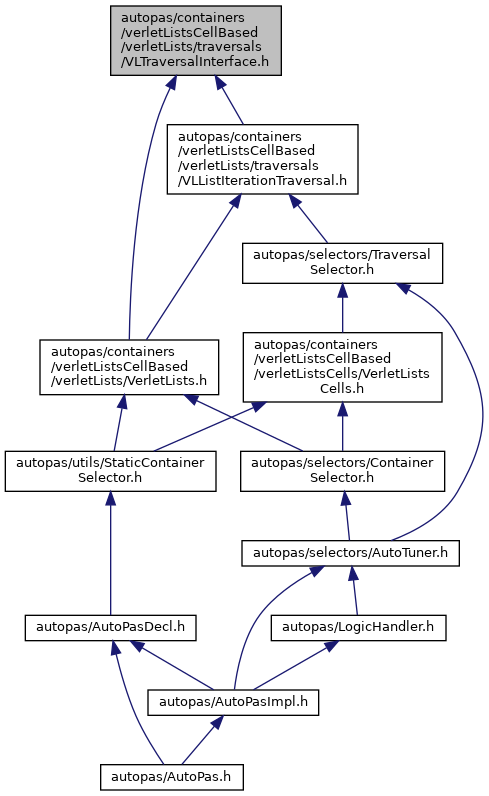 autopas/containers
/verletListsCellBased
/verletLists/traversals
/VLTraversalInterface.h
autopas/containers
/verletListsCellBased
/verletLists/traversals
/VLListIterationTraversal.h
autopas/selectors/Traversal
Selector.h
autopas/containers
/verletListsCellBased
/verletLists/VerletLists.h
autopas/containers
/verletListsCellBased
/verletListsCells/VerletLists
Cells.h
autopas/utils/StaticContainer
Selector.h
autopas/selectors/Container
Selector.h
autopas/selectors/AutoTuner.h
autopas/AutoPasDecl.h
autopas/LogicHandler.h
autopas/AutoPasImpl.h
autopas/AutoPas.h